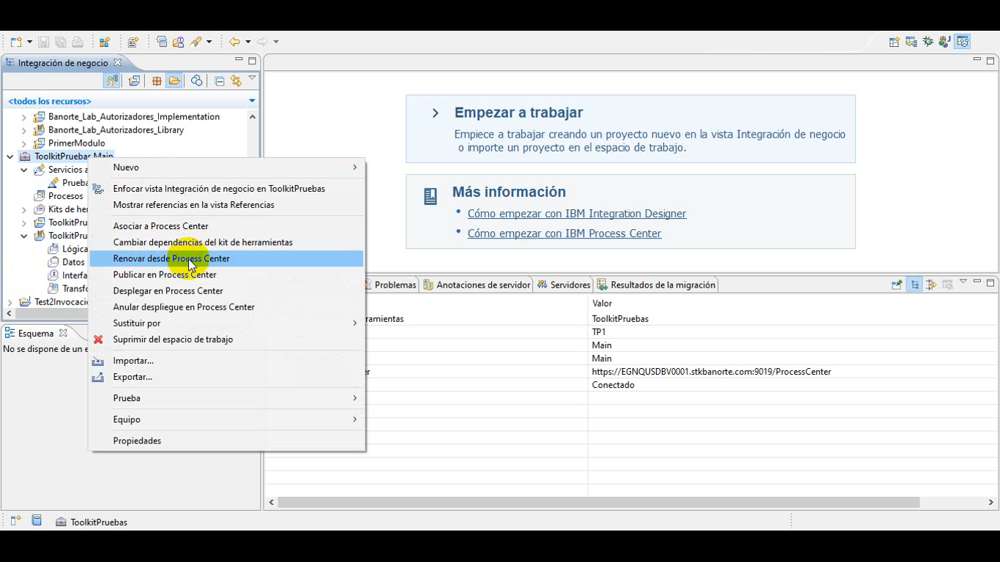 Integración de negocio
<todos los recursos>
Banorte_Lab_Autorizadores_Implementation
Banorte_Lab_Autorizadores_Library
PrimerModulo
ToolkitPruebas Main
Servicios a
Prueba
Procesos
Kits de her
ToolkitPru
ToolkitPru
Lógica
Datos
Interfa
Transfo
Test2Invocacio
Nuevo
Enfocar vista Integración de negocio en ToolkitPruebas
Mostrar referencias en la vista Referencias
Asociar a Process Center
Cambiar dependencias del kit de herramientas
Renovar desde Process Center
Publicar en Process Center
Desplegar en Process Center
Anular despliegue en Process Center
Sustituir por
Suprimir del espacio de trabajo
Importar...
Exportar...
Prueba
Equipo
Propiedades
Esquema
No se dispone de un e
Empezar a trabajar
Empiece a trabajar creando un proyecto nuevo en la vista Integración de negocio
o importe un proyecto en el espacio de trabajo.
Más información
Cómo empezar con IBM Integration Designer
Cómo empezar con IBM Process Center
Problemas Anotaciones de servidor Servidores Resultados de la migración
Valor
ramientas ToolkitPruebas
TP1
Main
Main
er https://EGNQUSDBV0001.stkbanorte.com:9019/ProcessCenter
Conectado
ToolkitPruebas